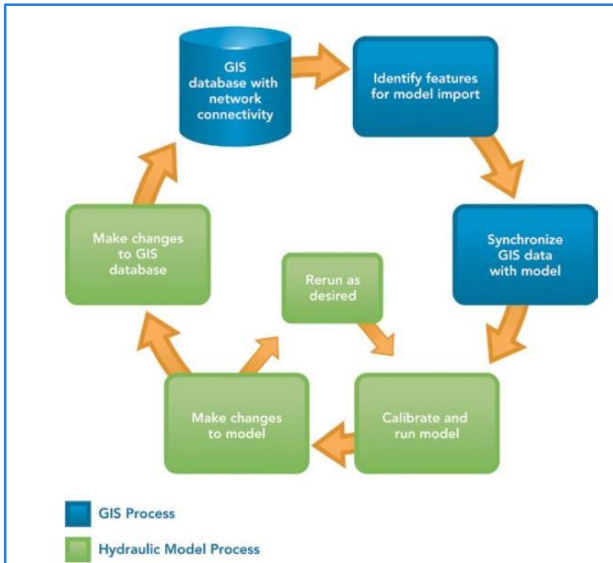 GIS
database with
network
connectivity
Identify features
for model import
Synchronize
GIS data
with model
Make changes
to GIS
database
Rerun as
desired
Make changes
to model
Calibrate and
run model
GIS Process
Hydraulic Model Process